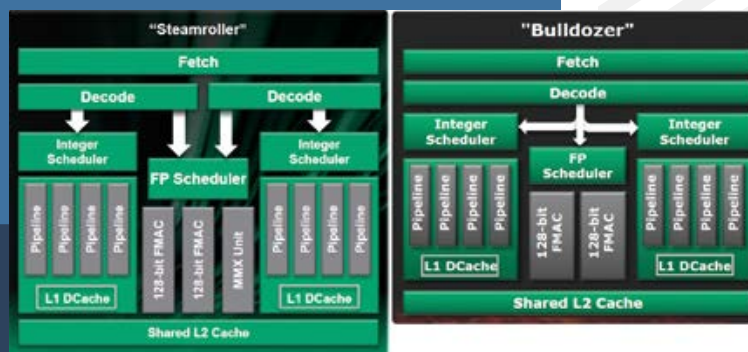 "Steamroller"
Fetch
Decode
Decode
Integer
Scheduler
Integer
Scheduler
FP Scheduler
Pipeline
Pipeline
Pipeline
Pipeline
128-bit FMAC
128-bit FMAC
MMX Unit
Pipeline
Pipeline
Pipeline
Pipeline
L1 DCache
L1 DCache
Shared L2 Cache
"Bulldozer"
Fetch
Decode
Integer
Scheduler
Integer
Scheduler
FP
Scheduler
Pipeline
Pipeline
Pipeline
Pipeline
128-bit
FMAC
128-bit
FMAC
Pipeline
Pipeline
Pipeline
Pipeline
L1 DCache
L1 DCache
Shared L2 Cache